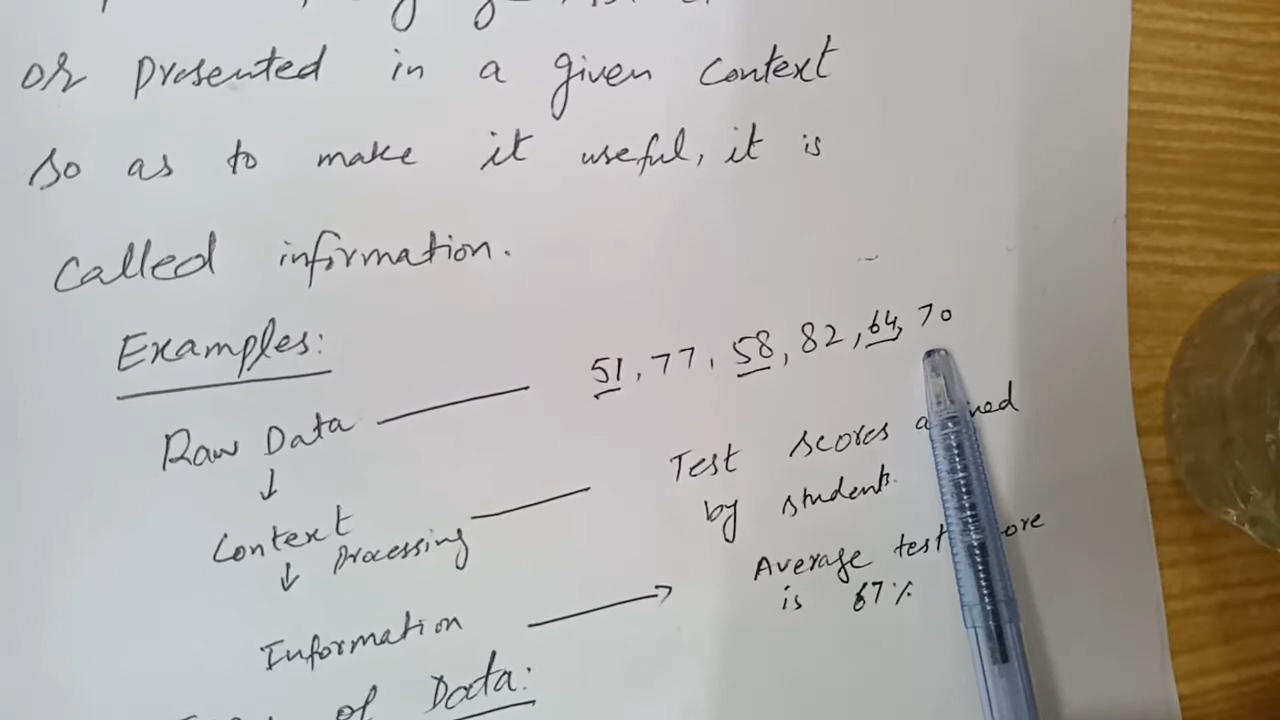 or presented in a given context
so as to make it useful, it is
called information.
Examples:
Raw Data 51, 77, 58, 82, 64, 70
↓
Context Test scores
Processing by students.
↓
Information → Average test
is 67%
of Data: